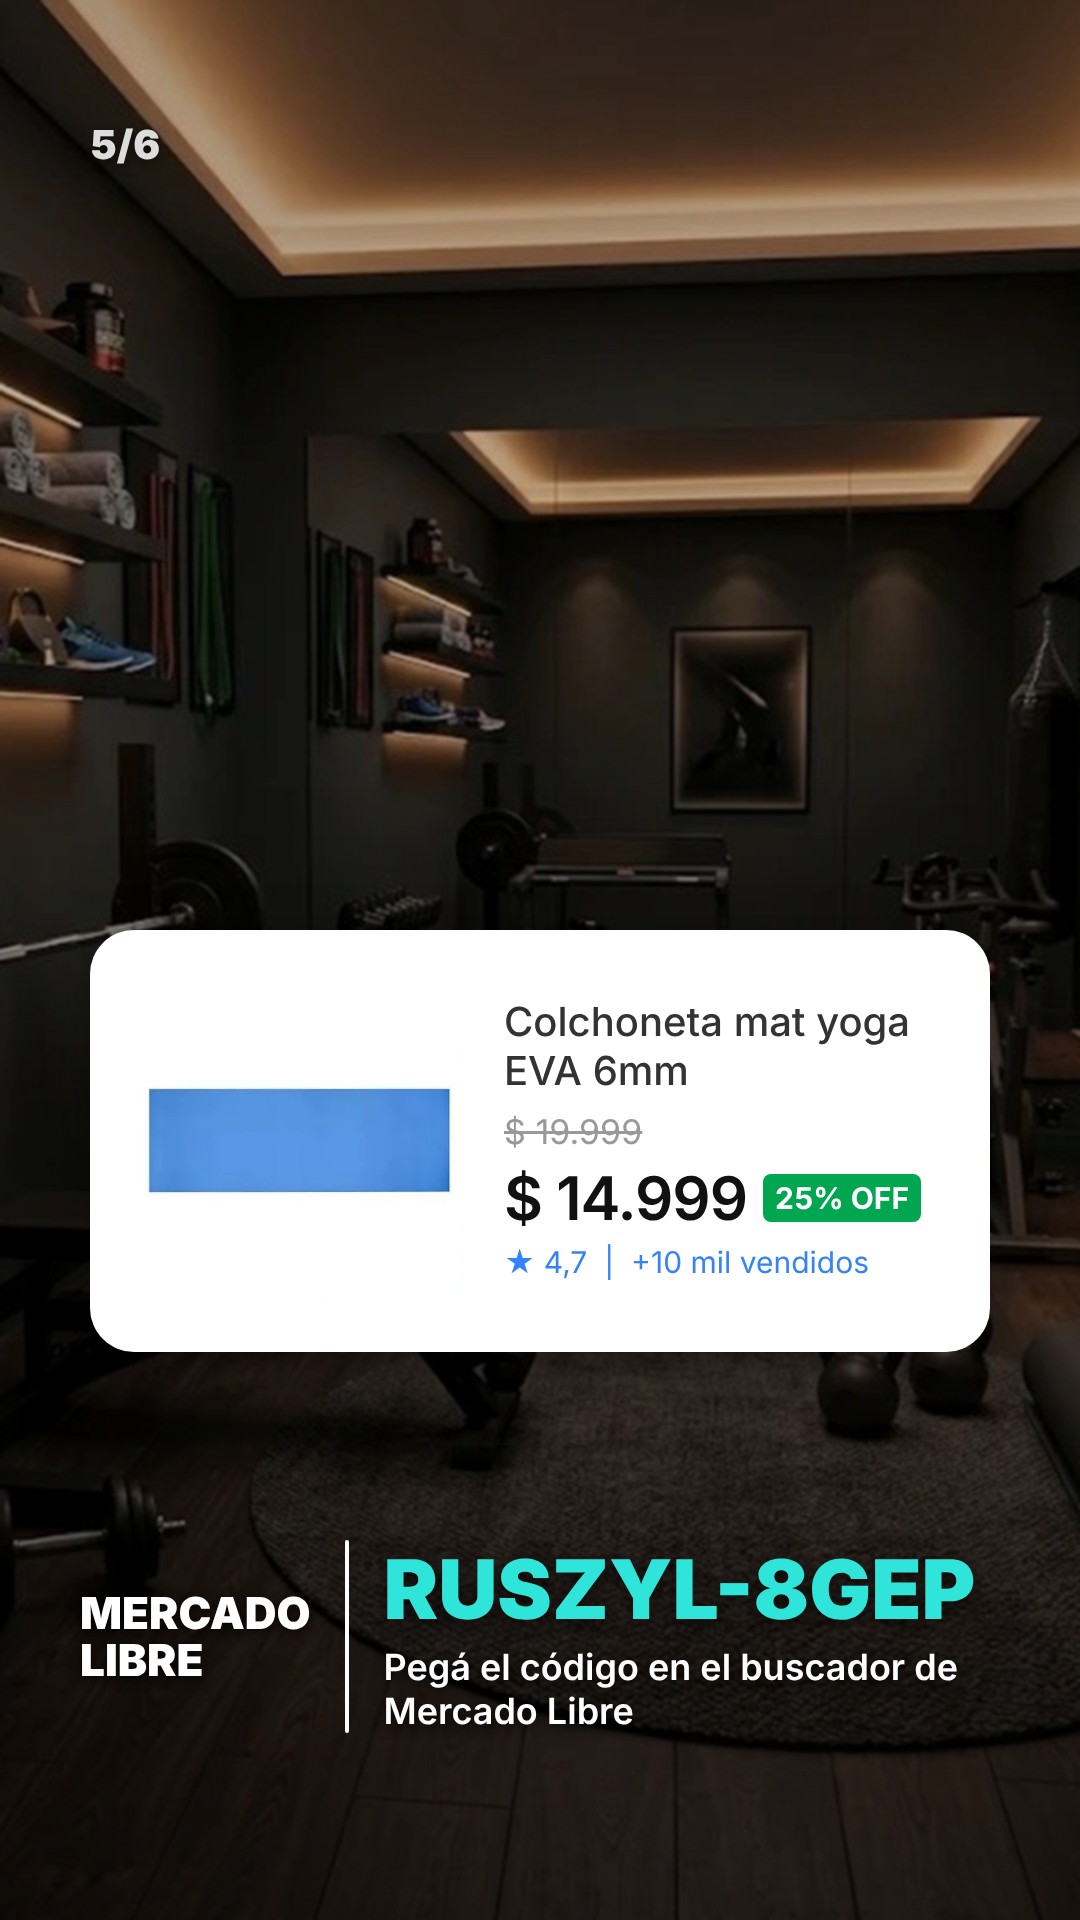 5/6
Colchoneta mat yoga
EVA 6mm
$ 19.999
$ 14.999 25% OFF
★ 4,7 | +10 mil vendidos
MERCADO
LIBRE
RUSZYL-8GEP
Pegá el código en el buscador de
Mercado Libre